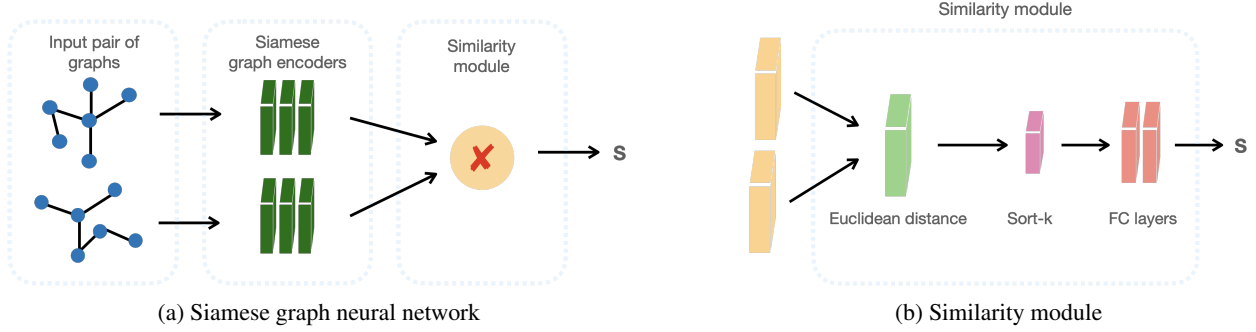 Input pair of
graphs
Siamese
graph encoders
Similarity
module
S
(a) Siamese graph neural network
Similarity module
Euclidean distance
Sort-k
FC layers
S
(b) Similarity module